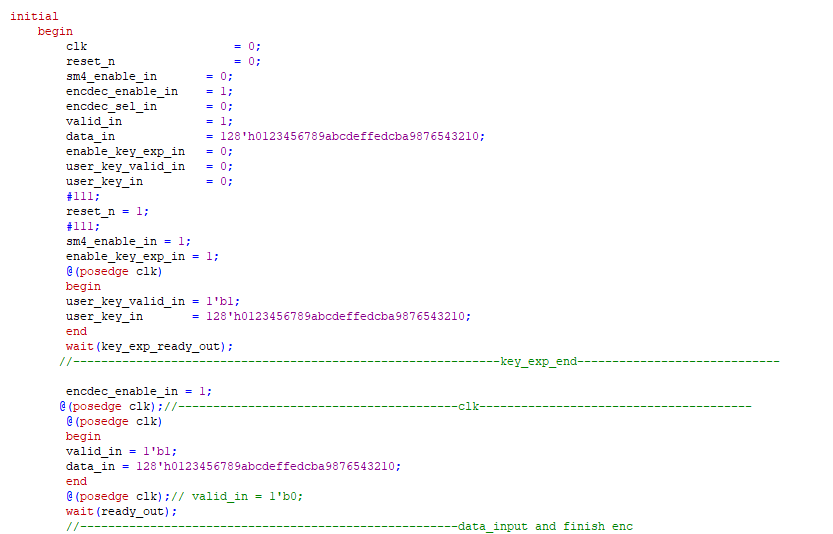 initial
begin
clk = 0;
reset_n = 0;
sm4_enable_in = 0;
encdec_enable_in = 1;
encdec_sel_in = 0;
valid_in = 1;
data_in = 128'h0123456789abcdeffedcba9876543210;
enable_key_exp_in = 0;
user_key_valid_in = 0;
user_key_in = 0;
#111;
reset_n = 1;
#111;
sm4_enable_in = 1;
enable_key_exp_in = 1;
@(posedge clk)
begin
user_key_valid_in = 1'b1;
user_key_in = 128'h0123456789abcdeffedcba9876543210;
end
wait(key_exp_ready_out);
//-------------------------------------------------------------key_exp_end-----------------------------
encdec_enable_in = 1;
@(posedge clk);//----------------------------------------clk---------------------------------------
@(posedge clk)
begin
valid_in = 1'b1;
data_in = 128'h0123456789abcdeffedcba9876543210;
end
@(posedge clk);// valid_in = 1'b0;
wait(ready_out);
//------------------------------------------------------data_input and finish enc